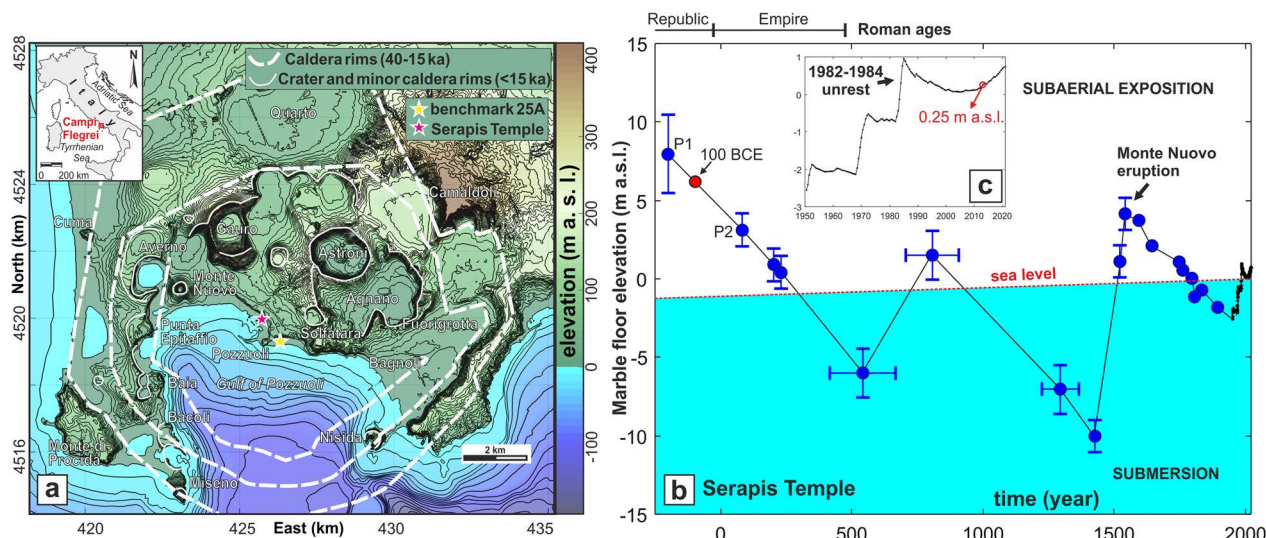 4528
4524
4520
4516
North (km)
420
425
430
435
East (km)
N
Italy
Adriatic Sea
Campi
Flegrei
Tyrrhenian
Sea
0 200 km
Caldera rims (40-15 ka)
Crater and minor caldera rims (<15 ka)
benchmark 25A
Serapis Temple
Quarto
Camaldoli
Cuma
Gauro
Averno
Astroni
Monte
Nuovo
Agnano
Punta
Epitaffio
Solfatara
Fuorigrotta
Pozzuoli
Bagnoli
Gulf of Pozzuoli
Baia
Bacoli
Nisida
Monte di
Procida
Miseno
2 km
a
400
300
200
100
0
-100
elevation (m a. s. l.)
Republic
Empire
Roman ages
15
10
5
0
-5
-10
-15
Marble floor elevation (m a.s.l.)
P1
100 BCE
P2
1982-1984
unrest
0.25 m a.s.l.
c
1
0
-1
-2
-3
1950
1960
1970
1980
1990
2000
2010
2020
SUBAERIAL EXPOSITION
Monte Nuovo
eruption
sea level
SUBMERSION
b
Serapis Temple
time (year)
0
500
1000
1500
2000